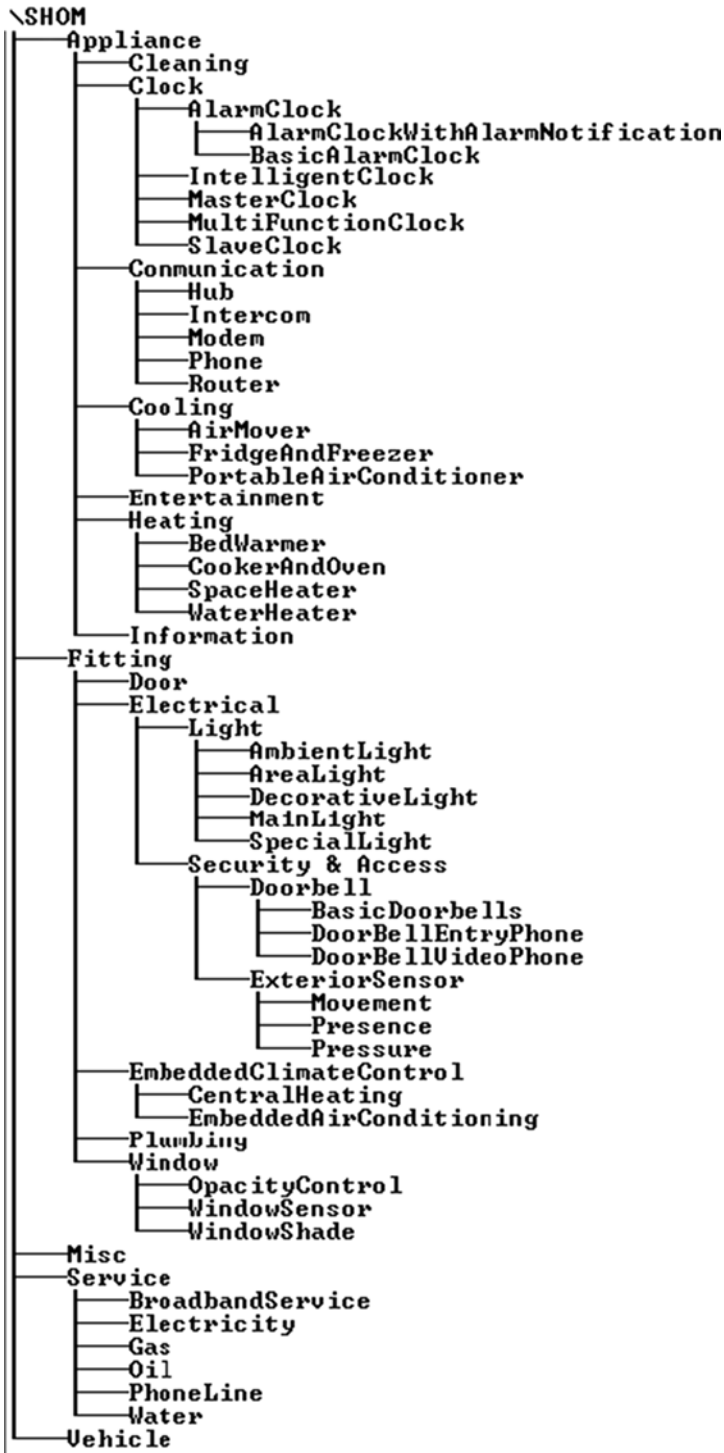 \SHOM
Appliance
Cleaning
Clock
AlarmClock
AlarmClockWithAlarmNotification
BasicAlarmClock
IntelligentClock
MasterClock
MultiFunctionClock
SlaveClock
Conmunication
Hub
Intercom
Modem
Phone
Router
Cooling
AirMover
FridgeAndFreezer
PortableAirConditioner
Entertainment
Heating
BedWarmer
CookerAndOven
SpaceHeater
WaterHeater
Information
Fitting
Door
Electrical
Light
AmbientLight
AreaLight
DecorativeLight
MainLight
SpecialLight
Security & Access
Doorbell
BasicDoorbells
DoorBellEntryPhone
DoorBellVideoPhone
ExteriorSensor
Movement
Presence
Pressure
EmbeddedClimateControl
CentralHeating
EmbeddedAirConditioning
Plumbing
Window
OpacityControl
WindowSensor
WindowShade
Misc
Service
BroadbandService
Electricity
Gas
Oil
PhoneLine
Water
Vehicle